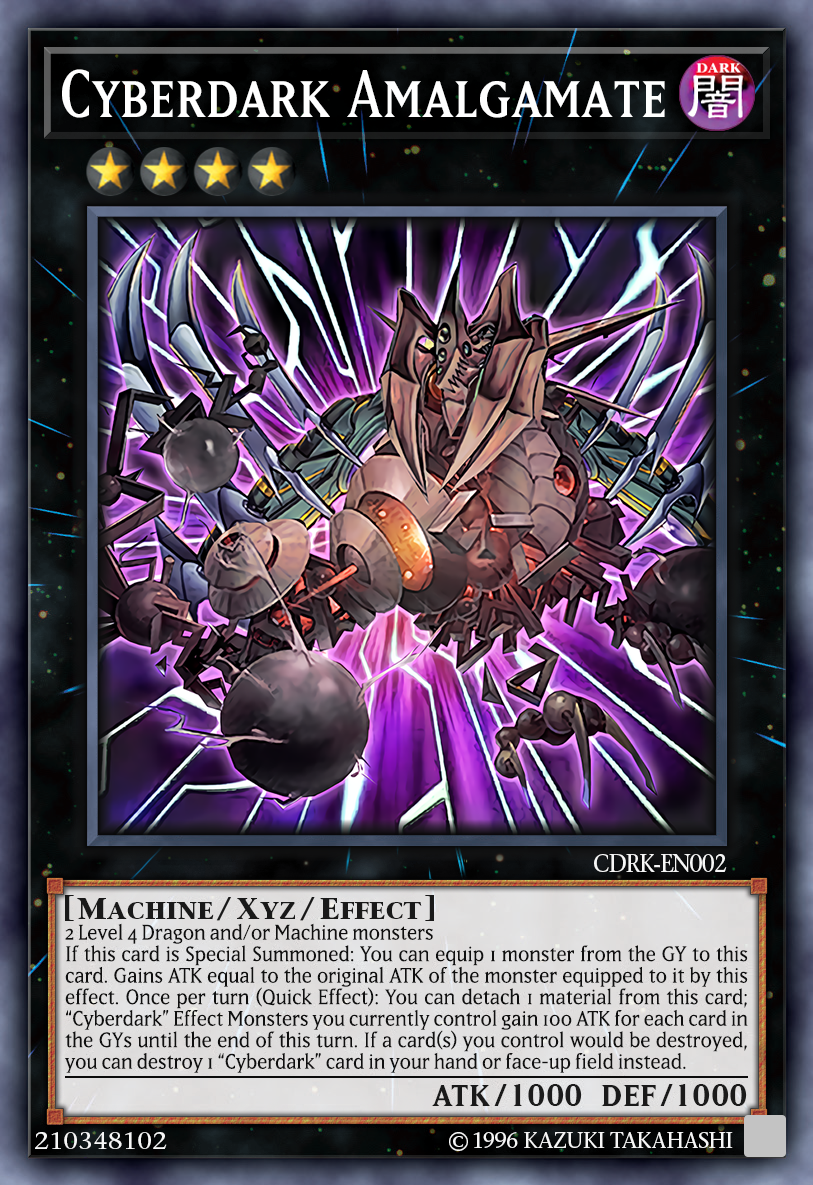 Cyberdark Amalgamate
DARK
闇
CDRK-EN002
[Machine/Xyz/Effect]
2 Level 4 Dragon and/or Machine monsters
If this card is Special Summoned: You can equip 1 monster from the GY to this
card. Gains ATK equal to the original ATK of the monster equipped to it by this
effect. Once per turn (Quick Effect): You can detach 1 material from this card;
“Cyberdark” Effect Monsters you currently control gain 100 ATK for each card in
the GYs until the end of this turn. If a card(s) you control would be destroyed,
you can destroy 1 “Cyberdark” card in your hand or face-up field instead.
ATK/1000 DEF/1000
210348102
© 1996 KAZUKI TAKAHASHI